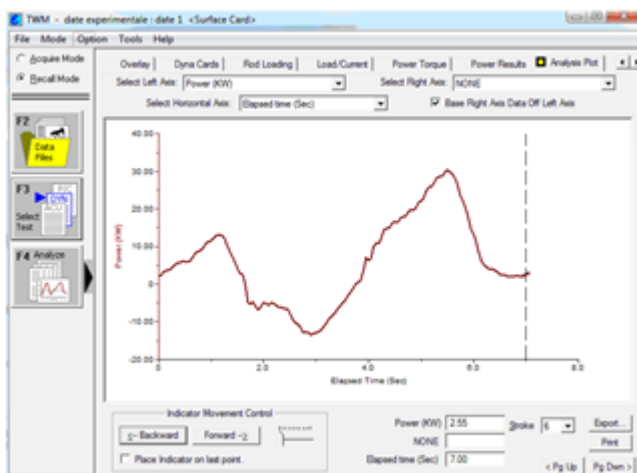 TWM - date experimentale : date 1 <Surface Card>
File Mode Option Tools Help
Acquire Mode
Recall Mode
Overlay Dyna Cards Rod Loading Load/Current Power Torque Power Results Analysis Plot
Select Left Axis: Power (KW) Select Right Axis: NONE
Select Horizontal Axis: Elapsed time (Sec) Base Right Axis Data Off Left Axis
F2
Data
Files
F3
Select
Test
F4 Analyze
40.00
30.00
20.00
10.00
0
-10.00
-20.00
Power (KW)
0.0 2.0 4.0 6.0 8.0
Elapsed Time (Sec)
Indicator Movement Control
<- Backward Forward ->
Place Indicator on last point.
Power (KW) 2.55 Stroke 6 Export...
NONE Print
Elapsed time (Sec) 7.00
< Pg Up Pg Dwn >